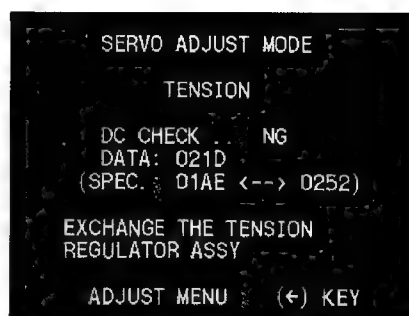 SERVO ADJUST MODE
TENSION
DC CHECK .. NG
DATA: 021D
(SPEC. 01AE <--> 0252)
EXCHANGE THE TENSION
REGULATOR ASSY
ADJUST MENU (←) KEY